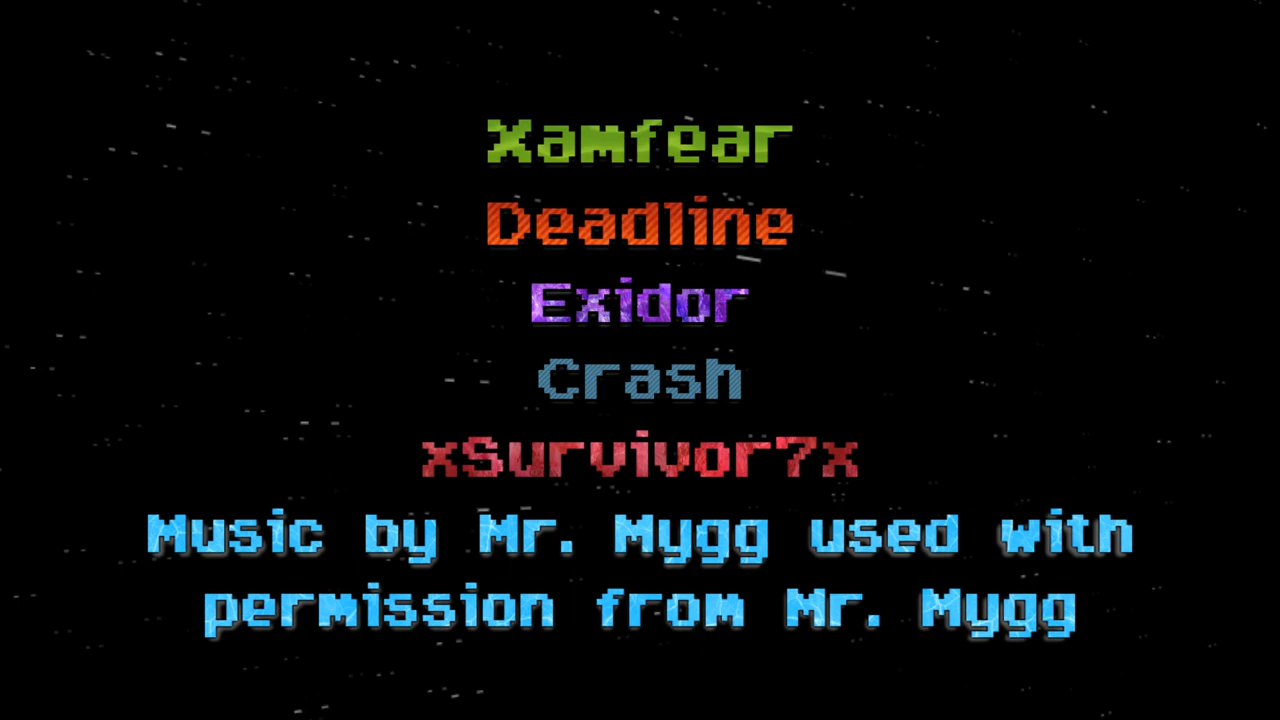 Xamfear
Deadline
Exidor
Crash
xSurvivor7x
Music by Mr. Mygg used with
permission from Mr. Mygg